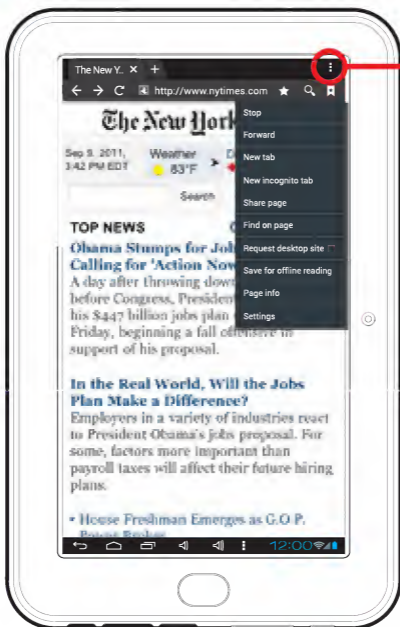 The New Y..
http://www.nytimes.com
The New York
Sep 9, 2011,
3:42 PM EDT
Weather
83°F
Search
TOP NEWS
Obama Stumps for
Calling for 'Action Now
A day after throwing down
before Congress, President
his $447 billion jobs plan
Friday, beginning a fall offensive in
support of his proposal.
In the Real World, Will the Jobs
Plan Make a Difference?
Employers in a variety of industries react
to President Obama's jobs proposal. For
some, factors more important than
payroll taxes will affect their future hiring
plans.
House Freshman Emerges as G.O.P.
Stop
Forward
New tab
New incognito tab
Share page
Find on page
Request desktop site
Save for offline reading
Page info
Settings
12:00